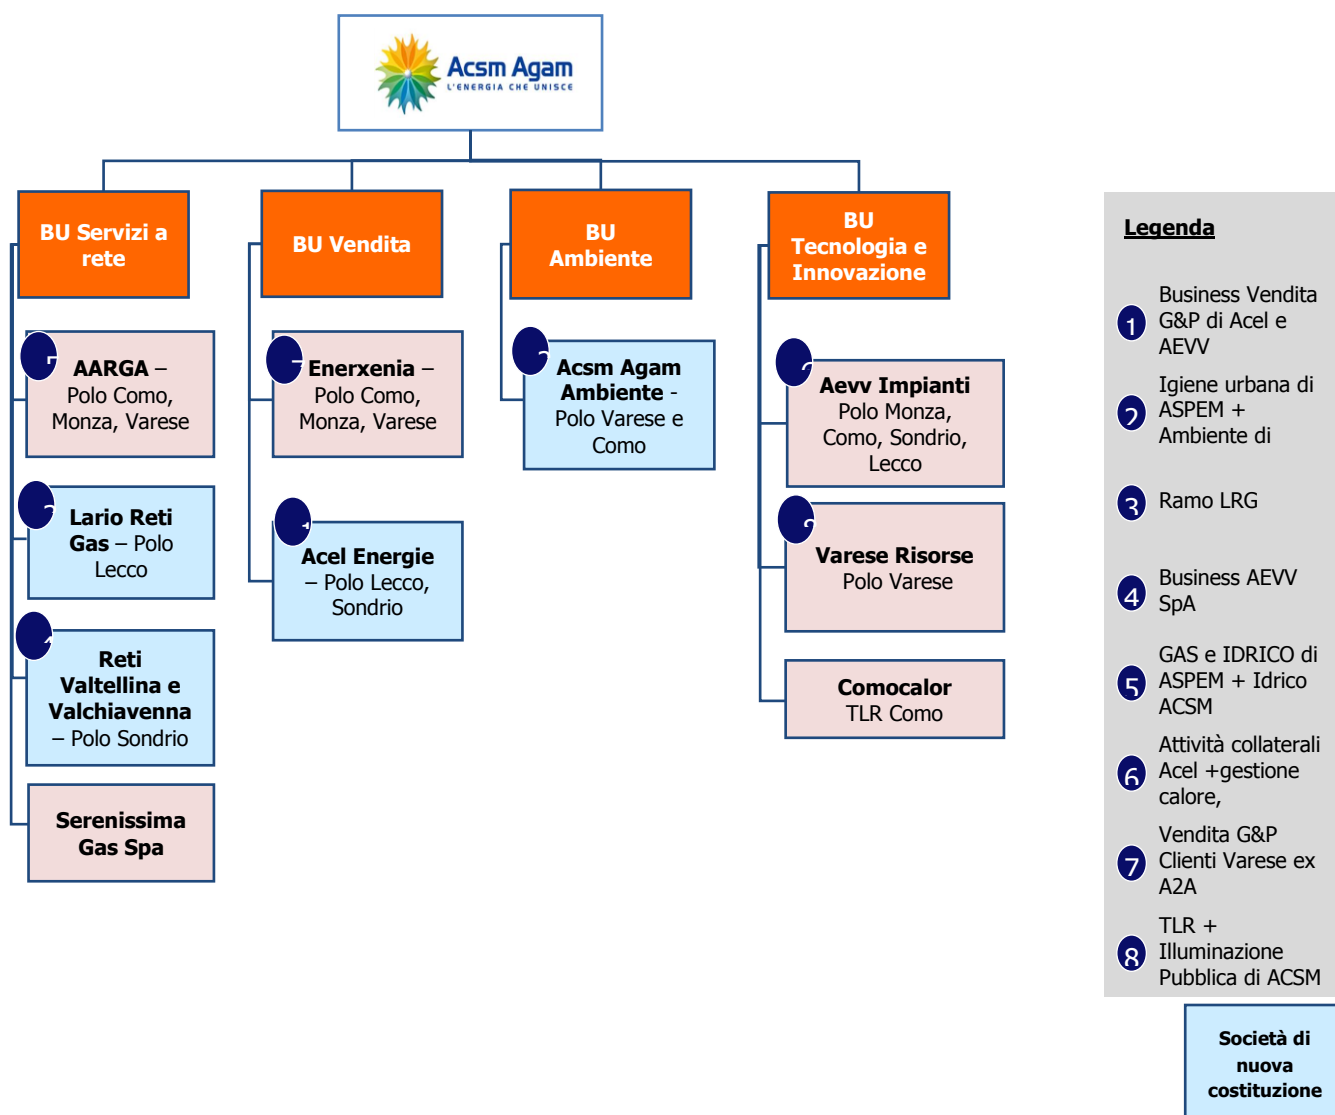 Acsm Agam
L'ENERGIA CHE UNISCE
BU Servizi a
rete
BU Vendita
BU
Ambiente
BU
Tecnologia e
Innovazione
AARGA –
Polo Como,
Monza, Varese
Lario Reti
Gas – Polo
Lecco
Reti
Valtellina e
Valchiavenna
– Polo Sondrio
Serenissima
Gas Spa
Enerxenia –
Polo Como,
Monza, Varese
Acel Energie
– Polo Lecco,
Sondrio
Acsm Agam
Ambiente -
Polo Varese e
Como
Aevv Impianti
Polo Monza,
Como, Sondrio,
Lecco
Varese Risorse
Polo Varese
Comocalor
TLR Como
Legenda
1
Business Vendita
G&P di Acel e
AEVV
2
Igiene urbana di
ASPEM +
Ambiente di
3
Ramo LRG
4
Business AEVV
SpA
5
GAS e IDRICO di
ASPEM + Idrico
ACSM
6
Attività collaterali
Acel +gestione
calore,
7
Vendita G&P
Clienti Varese ex
A2A
8
TLR +
Illuminazione
Pubblica di ACSM
Società di
nuova
costituzione